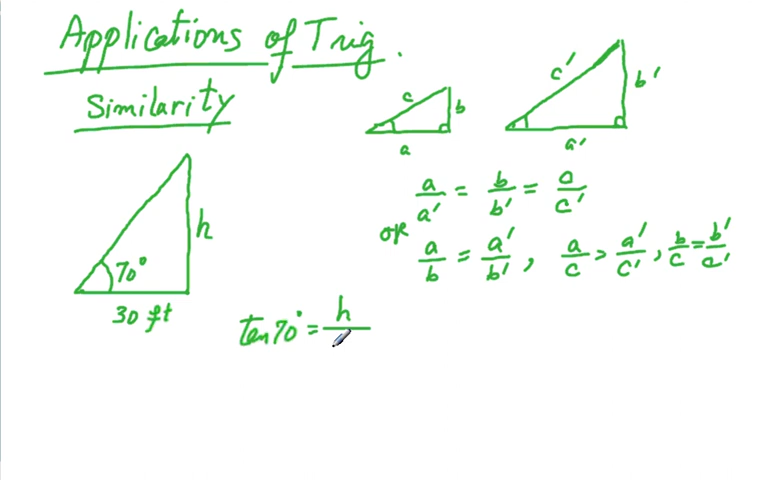 Applications of Trig.
Similarity
c b a
c' b' a'
a/a' = b/b' = c/c'
or a/b = a'/b', a/c = a'/c', b/c = b'/c'
h
70°
30 ft
tan 70° = h/